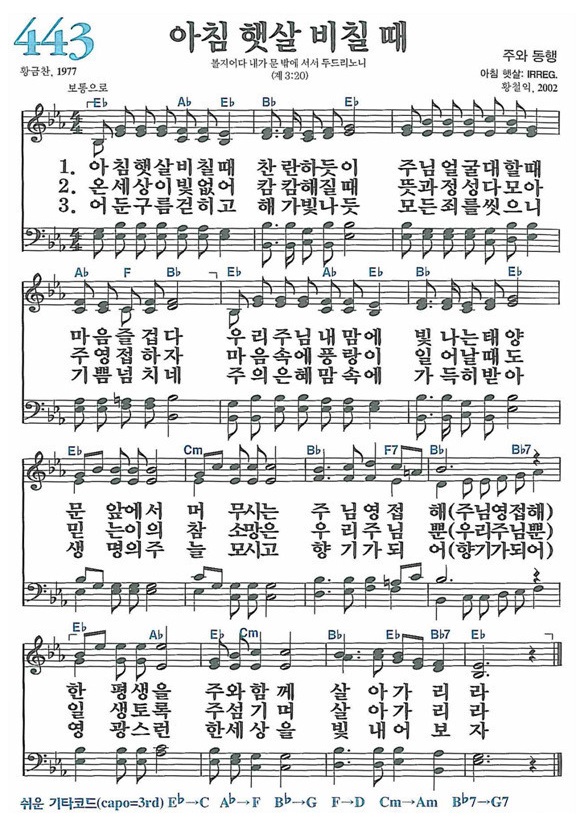 443
아침 햇살 비칠 때
볼지어다 내가 문 밖에 서서 두드리노니
(계 3:20)
주와 동행
황금찬, 1977
아침 햇살: IRREG.
황철익, 2002
보통으로
E♭ A♭ E♭ B♭ E♭ B♭ E♭
1. 아침햇살비칠때 찬란하듯이 주님얼굴대할때
2. 온세상이빛없어 캄캄해질때 뜻과정성다모아
3. 어둔구름걷히고 해가빛나듯 모든죄를씻으니
A♭ F B♭ E♭ A♭ E♭ B♭ E♭
마음즐겁다 우리주님내맘에 빛나는태양
주영접하자 마음속에풍랑이 일어날때도
기쁨넘치네 주의은혜맘속에 가득히받아
E♭ Cm B♭ F7 B♭ B♭7
문앞에서 머무시는 주님영접해(주님영접해)
믿는이의 참소망은 우리주님뿐(우리주님뿐)
생명의주 늘모시고 향기가되어(향기가되어)
E♭ A♭ E♭ Cm B♭ E♭ B♭7 E♭
한평생을 주와함께 살아가리라
일생토록 주섬기며 살아가리라
영광스런 한세상을 빛내어보자
쉬운 기타코드(capo=3rd) E♭→C A♭→F B♭→G F→D Cm→Am B♭7→G7